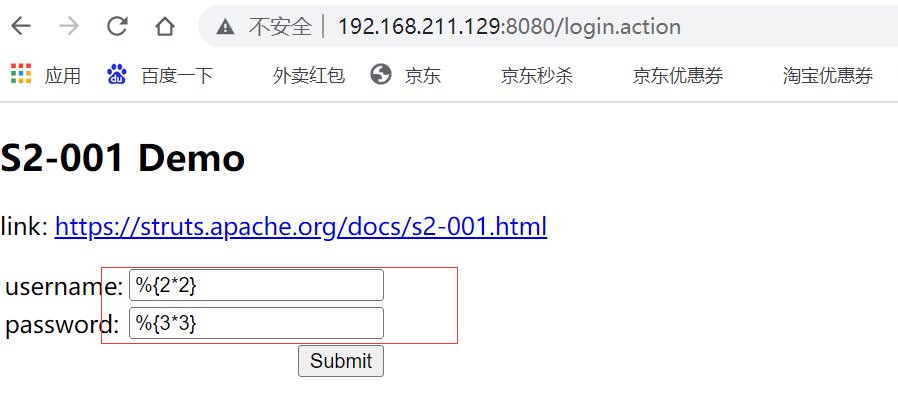 不安全 192.168.211.129:8080/login.action
应用 百度一下 外卖红包 京东 京东秒杀 京东优惠券 淘宝优惠券
S2-001 Demo
link: https://struts.apache.org/docs/s2-001.html
username: %{2*2}
password: %{3*3}
Submit